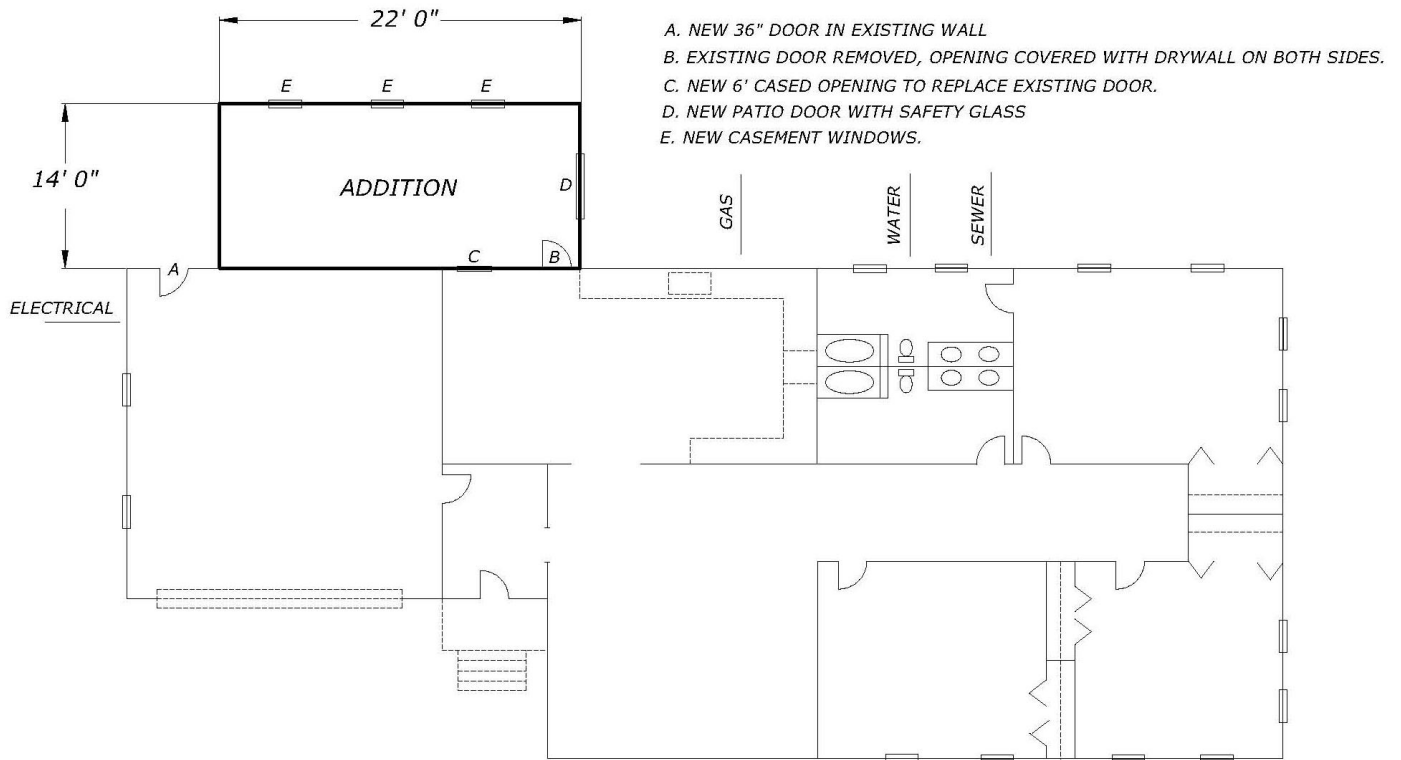 22' 0"
A. NEW 36" DOOR IN EXISTING WALL
B. EXISTING DOOR REMOVED, OPENING COVERED WITH DRYWALL ON BOTH SIDES.
C. NEW 6' CASED OPENING TO REPLACE EXISTING DOOR.
D. NEW PATIO DOOR WITH SAFETY GLASS
E. NEW CASEMENT WINDOWS.
E E E
14' 0"
ADDITION
D
GAS
WATER
SEWER
C
B
A
ELECTRICAL